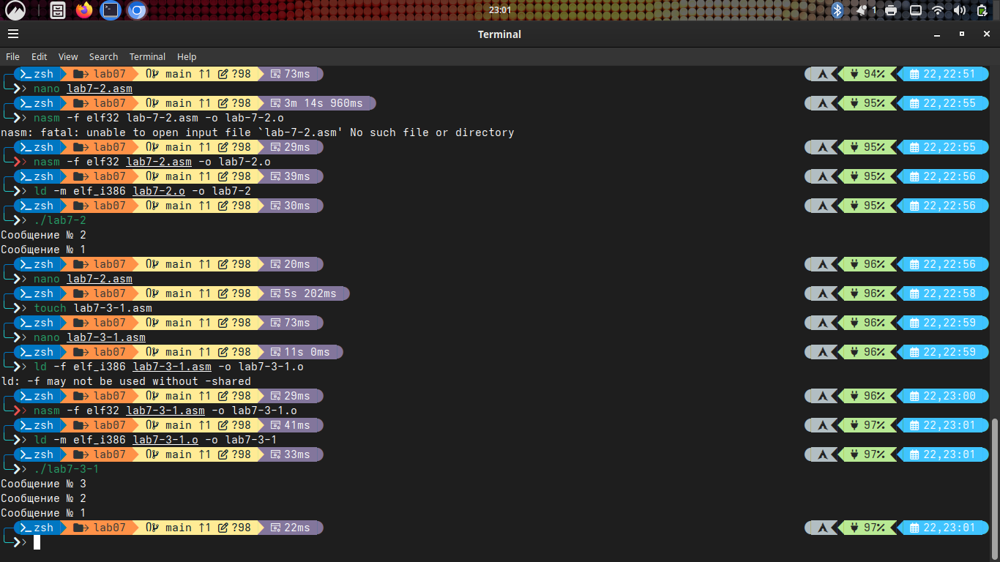 23:01
1
Terminal
File Edit View Search Terminal Help
zsh lab07 main ↑1 ?98 73ms 94% 22,22:51
nano lab7-2.asm
zsh lab07 main ↑1 ?98 3m 14s 960ms 95% 22,22:55
nasm -f elf32 lab-7-2.asm -o lab-7-2.o
nasm: fatal: unable to open input file `lab-7-2.asm' No such file or directory
zsh lab07 main ↑1 ?98 29ms 95% 22,22:55
nasm -f elf32 lab7-2.asm -o lab7-2.o
zsh lab07 main ↑1 ?98 39ms 95% 22,22:56
ld -m elf_i386 lab7-2.o -o lab7-2
zsh lab07 main ↑1 ?98 30ms 95% 22,22:56
./lab7-2
Сообщение № 2
Сообщение № 1
zsh lab07 main ↑1 ?98 20ms 96% 22,22:56
nano lab7-2.asm
zsh lab07 main ↑1 ?98 5s 202ms 96% 22,22:58
touch lab7-3-1.asm
zsh lab07 main ↑1 ?98 73ms 96% 22,22:59
nano lab7-3-1.asm
zsh lab07 main ↑1 ?98 11s 0ms 96% 22,22:59
ld -f elf_i386 lab7-3-1.asm -o lab7-3-1.o
ld: -f may not be used without -shared
zsh lab07 main ↑1 ?98 29ms 96% 22,23:00
nasm -f elf32 lab7-3-1.asm -o lab7-3-1.o
zsh lab07 main ↑1 ?98 41ms 97% 22,23:01
ld -m elf_i386 lab7-3-1.o -o lab7-3-1
zsh lab07 main ↑1 ?98 33ms 97% 22,23:01
./lab7-3-1
Сообщение № 3
Сообщение № 2
Сообщение № 1
zsh lab07 main ↑1 ?98 22ms 97% 22,23:01